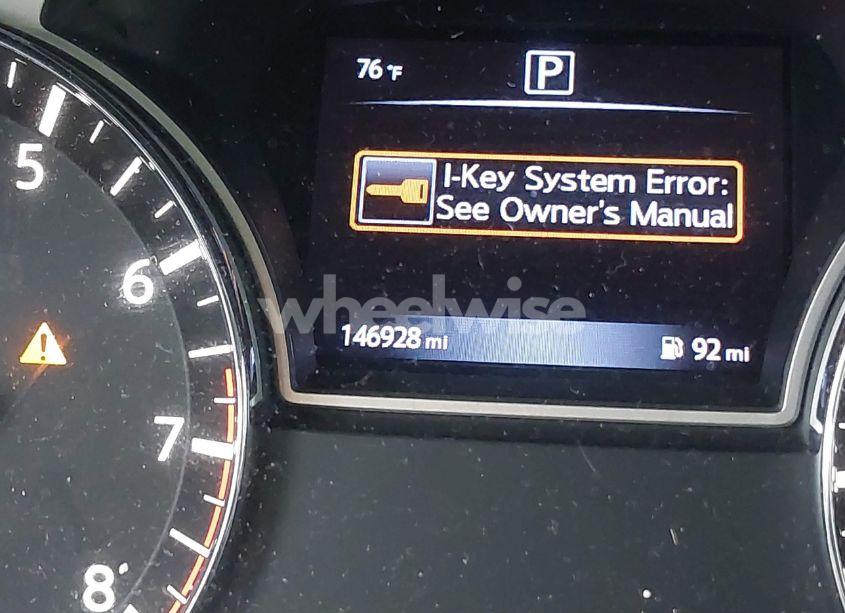 76 °F
P
I-Key System Error:
See Owner's Manual
wheelwise
146928 mi
92 mi
5
6
7
8